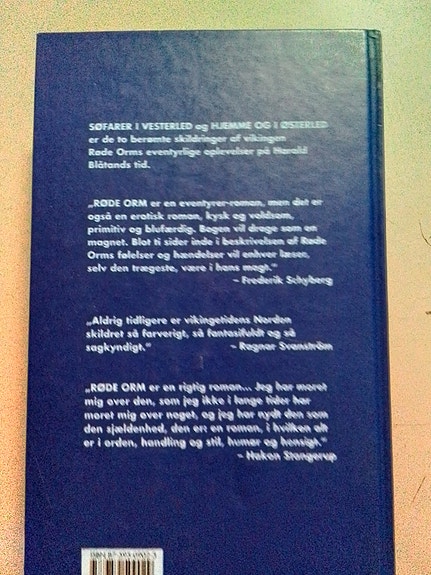 SØFARER I VESTERLED og HJEMME OG I ØSTERLED
er de to berømte skildringer af vikingen
Røde Orms eventyrlige oplevelser på Harald
Blåtands tid.
„RØDE ORM er en eventyrer-roman, men det er
også en erotisk roman, kysk og voldsom,
primitiv og blufærdig. Bogen vil drage som en
magnet. Blot ti sider inde i beskrivelsen af Røde
Orms følelser og hændelser vil enhver læser,
selv den trægeste, være i hans magt.“
– Frederik Schyberg
„Aldrig tidligere er vikingetidens Norden
skildret så farverigt, så fantasifuldt og så
sagkyndigt.“ – Ragnar Svanström
„RØDE ORM er en rigtig roman... Jeg har moret
mig over den, som jeg ikke i lange tider har
moret mig over noget, og jeg har nydt den som
den sjældenhed, den er: en roman, i hvilken alt
er i orden, handling og stil, humør og hensigt.“
– Hakon Stangerup
ISBN